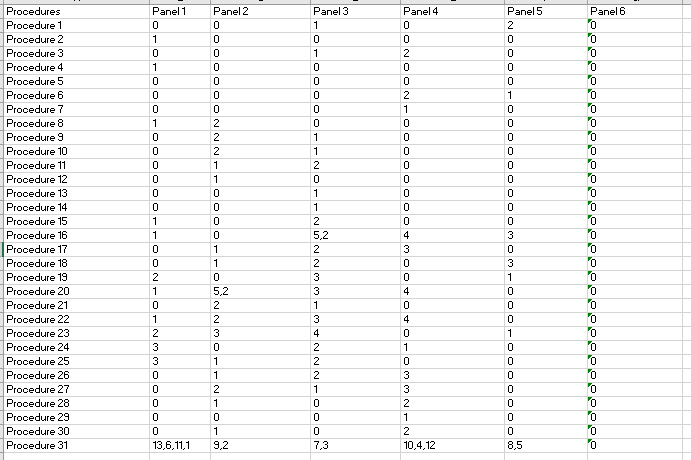 Procedures Panel 1 Panel 2 Panel 3 Panel 4 Panel 5 Panel 6
Procedure 1 0 0 1 0 2 0
Procedure 2 1 0 0 0 0 0
Procedure 3 0 0 1 2 0 0
Procedure 4 1 0 0 0 0 0
Procedure 5 0 0 0 0 0 0
Procedure 6 0 0 0 2 1 0
Procedure 7 0 0 0 1 0 0
Procedure 8 1 2 0 0 0 0
Procedure 9 0 2 1 0 0 0
Procedure 10 0 2 1 0 0 0
Procedure 11 0 1 2 0 0 0
Procedure 12 0 1 0 0 0 0
Procedure 13 0 0 1 0 0 0
Procedure 14 0 0 1 0 0 0
Procedure 15 1 0 2 0 0 0
Procedure 16 1 0 5,2 4 3 0
Procedure 17 0 1 2 3 0 0
Procedure 18 0 1 2 0 3 0
Procedure 19 2 0 3 0 1 0
Procedure 20 1 5,2 3 4 0 0
Procedure 21 0 2 1 0 0 0
Procedure 22 1 2 3 4 0 0
Procedure 23 2 3 4 0 1 0
Procedure 24 3 0 2 1 0 0
Procedure 25 3 1 2 0 0 0
Procedure 26 0 1 2 3 0 0
Procedure 27 0 2 1 3 0 0
Procedure 28 0 1 0 2 0 0
Procedure 29 0 0 0 1 0 0
Procedure 30 0 1 0 2 0 0
Procedure 31 13,6,11,1 9,2 7,3 10,4,12 8,5 0